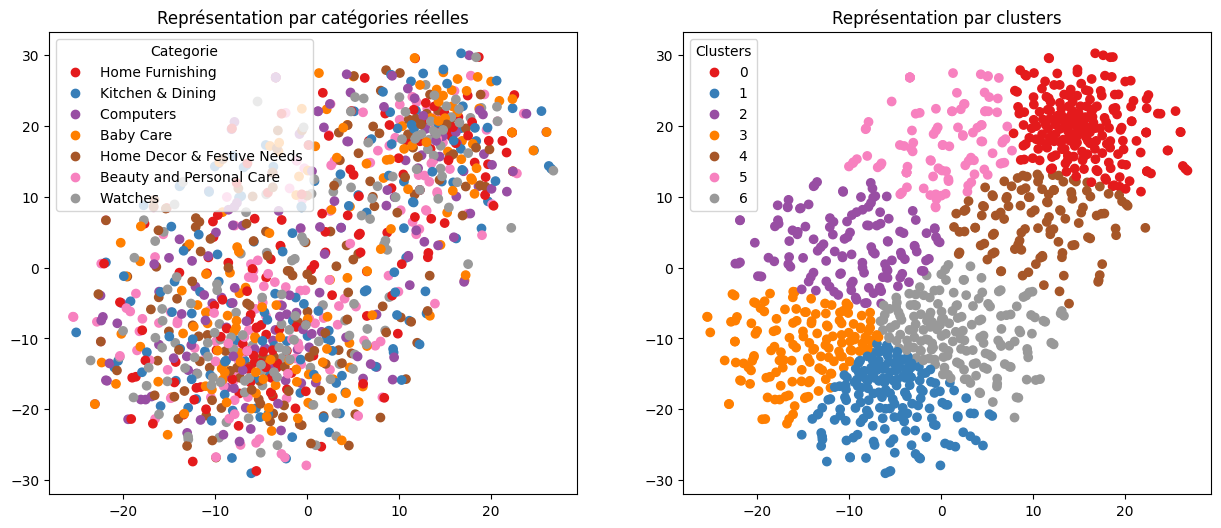 Représentation par catégories réelles
Categorie
Home Furnishing
Kitchen & Dining
Computers
Baby Care
Home Decor & Festive Needs
Beauty and Personal Care
Watches
30
20
10
0
−10
−20
−30
−20
−10
0
10
20
Représentation par clusters
Clusters
0
1
2
3
4
5
6
30
20
10
0
−10
−20
−30
−20
−10
0
10
20